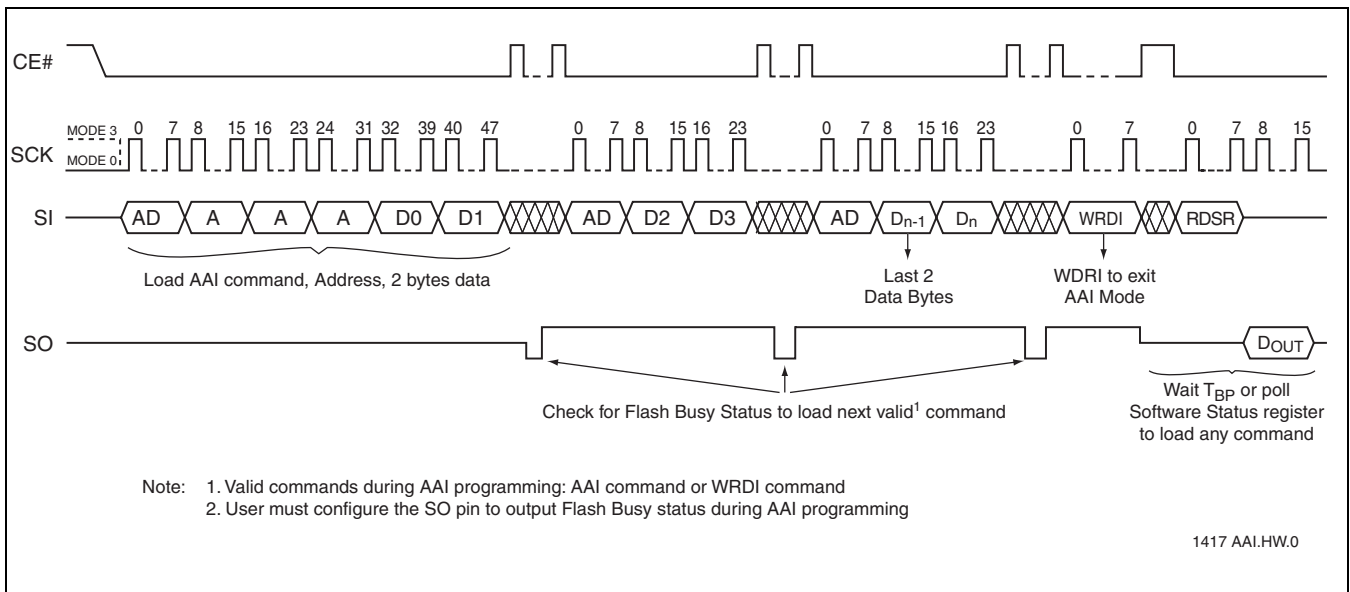 CE#
MODE 3 0 7 8 15 16 23 24 31 32 39 40 47 0 7 8 15 16 23 0 7 8 15 16 23 0 7 0 7 8 15
SCK MODE 0
SI AD A A A D0 D1 AD D2 D3 AD Dn-1 Dn WRDI RDSR
Load AAI command, Address, 2 bytes data
Last 2
Data Bytes
WDRI to exit
AAI Mode
SO DOUT
Check for Flash Busy Status to load next valid1 command
Wait TBP or poll
Software Status register
to load any command
Note: 1. Valid commands during AAI programming: AAI command or WRDI command
2. User must configure the SO pin to output Flash Busy status during AAI programming
1417 AAI.HW.0